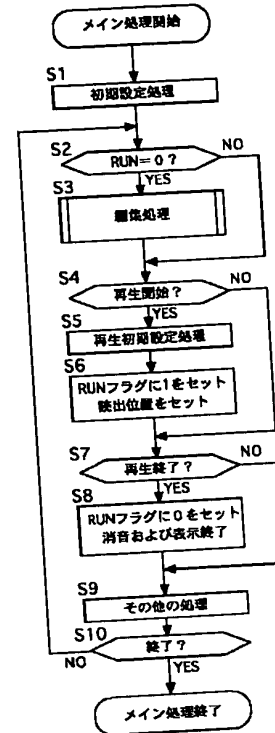 メイン処理開始
S1
初期設定処理
S2
RUN=0?
NO
YES
S3
編集処理
S4
再生開始?
NO
YES
S5
再生初期設定処理
S6
RUNフラグに1をセット
読出位置をセット
S7
再生終了?
NO
YES
S8
RUNフラグに0をセット
消音および表示終了
S9
その他の処理
S10
終了?
NO
YES
メイン処理終了